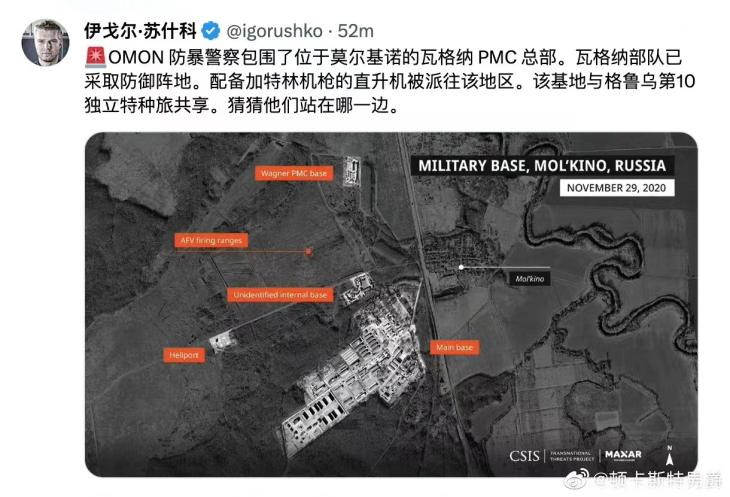 伊戈尔·苏什科 @igorushko · 52m
🚨OMON 防暴警察包围了位于莫尔基诺的瓦格纳 PMC 总部。瓦格纳部队已
采取防御阵地。配备加特林机枪的直升机被派往该地区。该基地与格鲁乌第10
独立特种旅共享。猜猜他们站在哪一边。
MILITARY BASE, MOL'KINO, RUSSIA
NOVEMBER 29, 2020
Wagner PMC base
AFV firing ranges
Mol'kino
Unidentified internal base
Heliport
Main base
CSIS | TRANSNATIONAL THREATS PROJECT | MAXAR
N
@顿卡斯特男爵